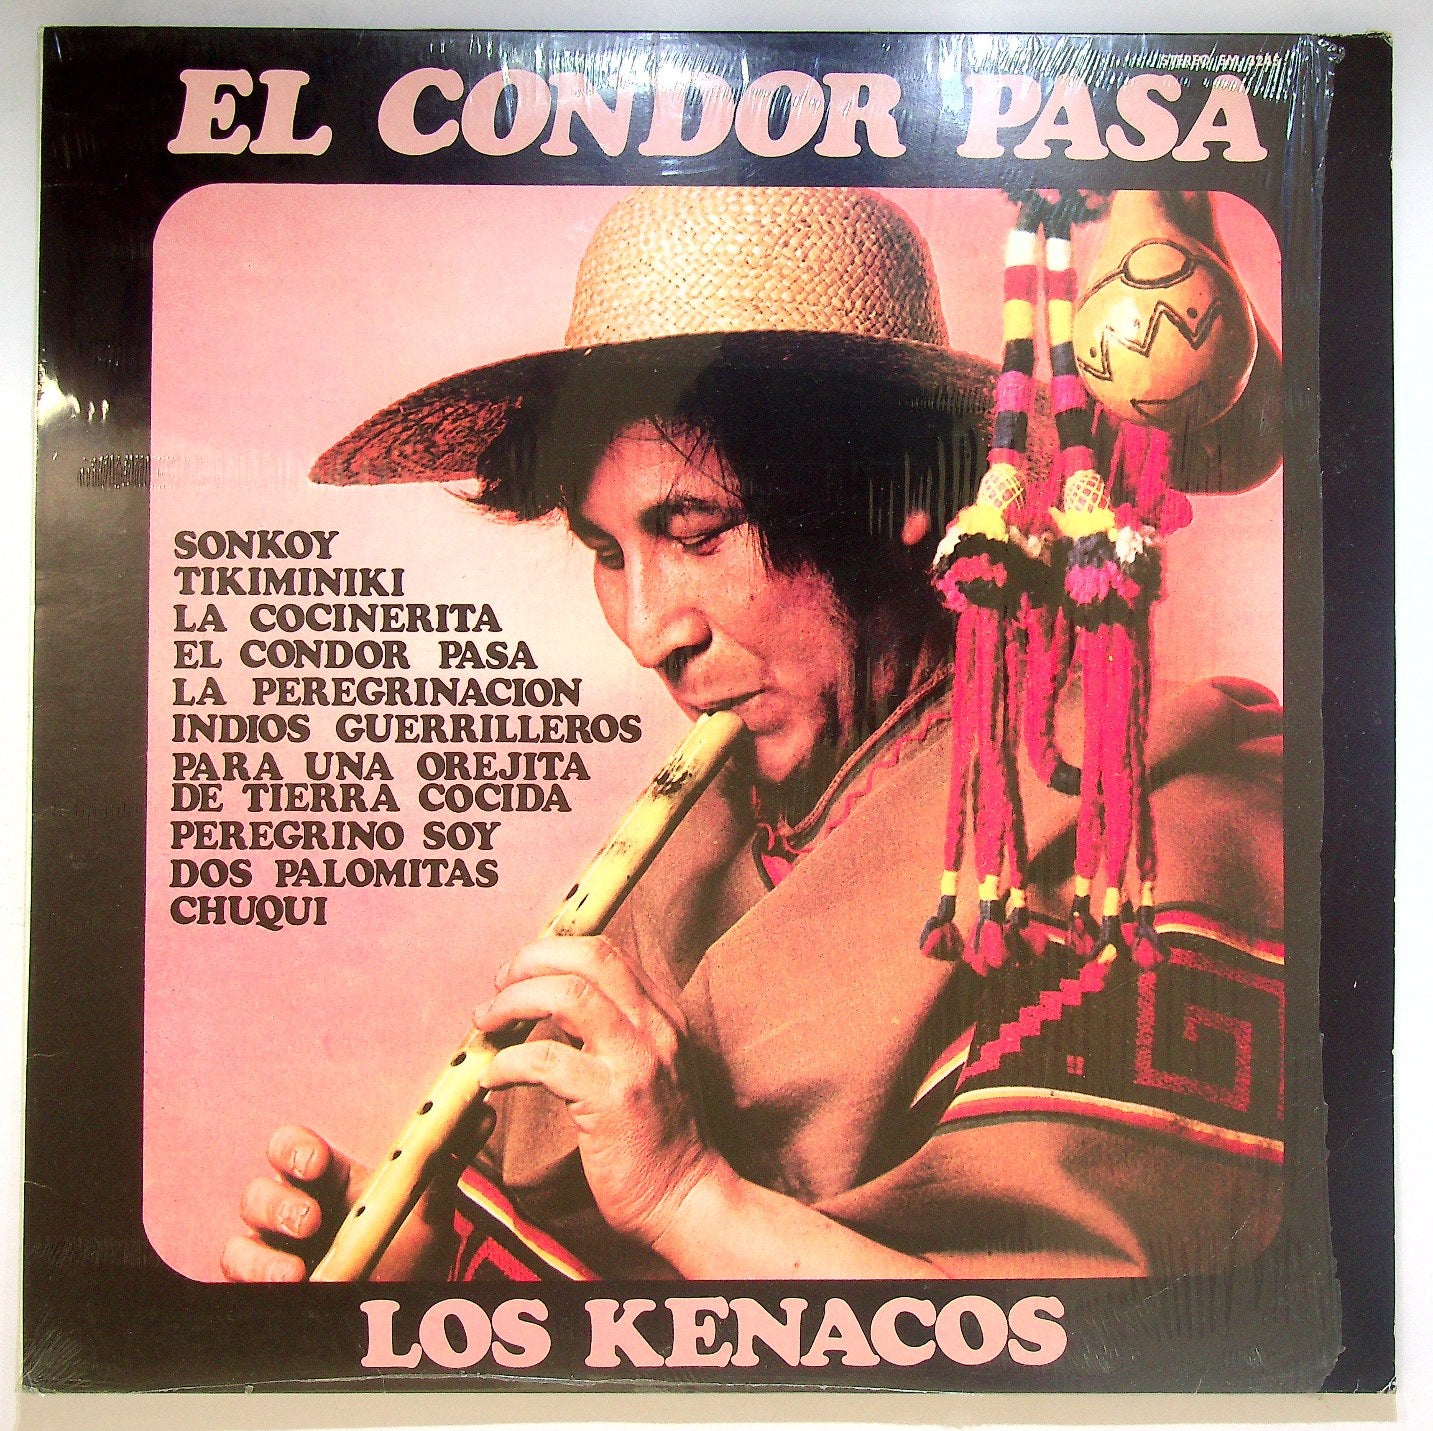 STEREO
EL CONDOR PASA
SONKOY
TIKIMINIKI
LA COCINERITA
EL CONDOR PASA
LA PEREGRINACION
INDIOS GUERRILLEROS
PARA UNA OREJITA
DE TIERRA COCIDA
PEREGRINO SOY
DOS PALOMITAS
CHUQUI
LOS KENACOS